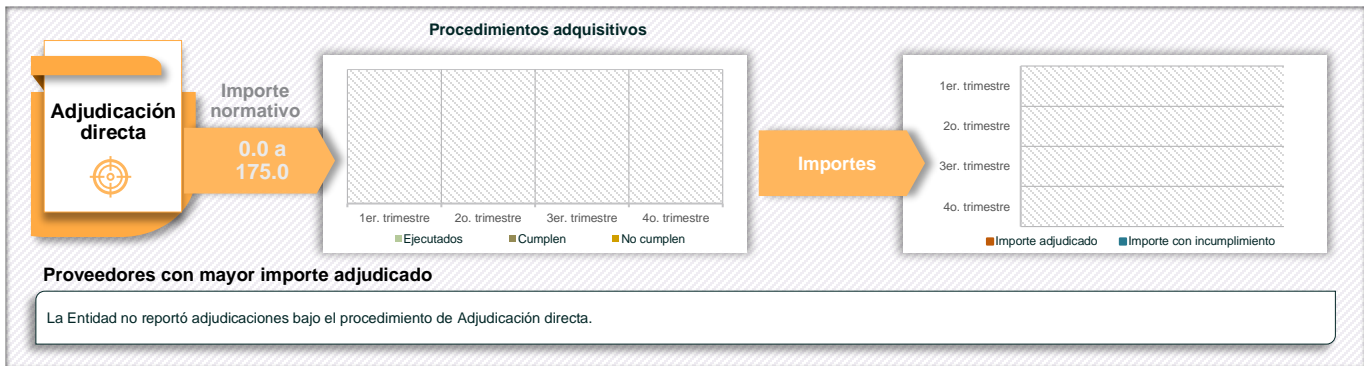 Procedimientos adquisitivos
Adjudicación
directa
Importe
normativo
0.0 a
175.0
1er. trimestre 2o. trimestre 3er. trimestre 4o. trimestre
Ejecutados Cumplen No cumplen
Importes
1er. trimestre
2o. trimestre
3er. trimestre
4o. trimestre
Importe adjudicado Importe con incumplimiento
Proveedores con mayor importe adjudicado
La Entidad no reportó adjudicaciones bajo el procedimiento de Adjudicación directa.